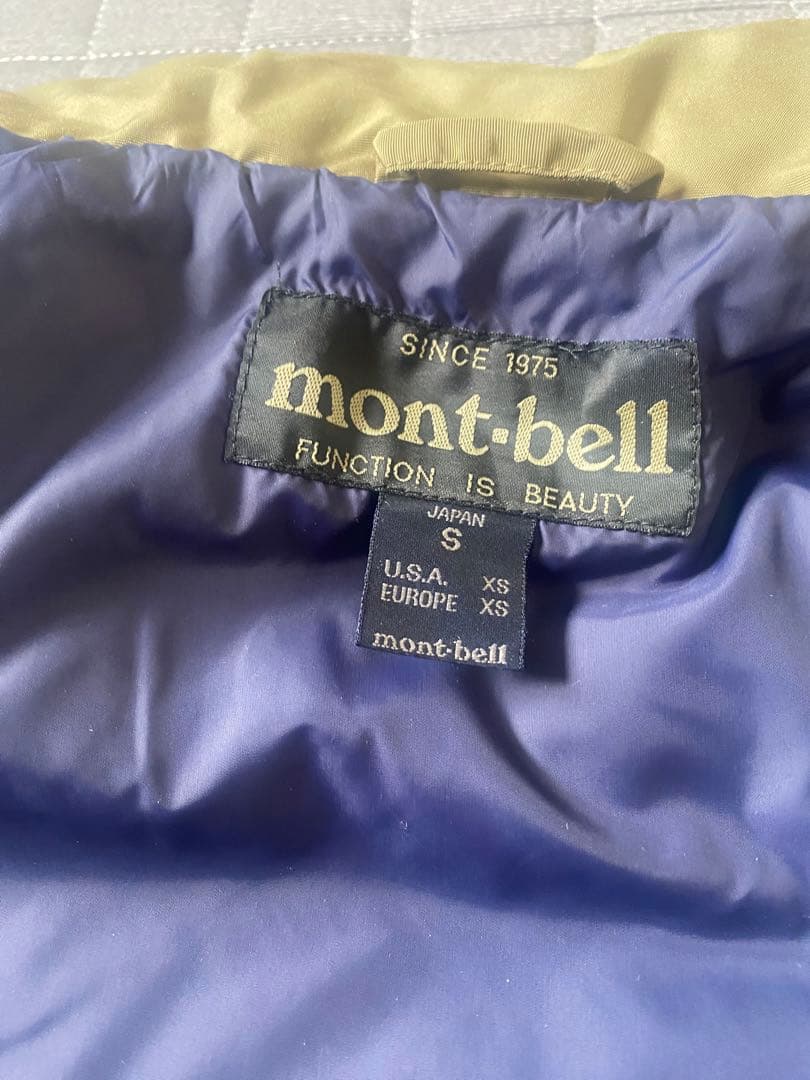 SINCE 1975
mont-bell
FUNCTION IS BEAUTY
JAPAN
S
U.S.A. XS
EUROPE XS
mont-bell